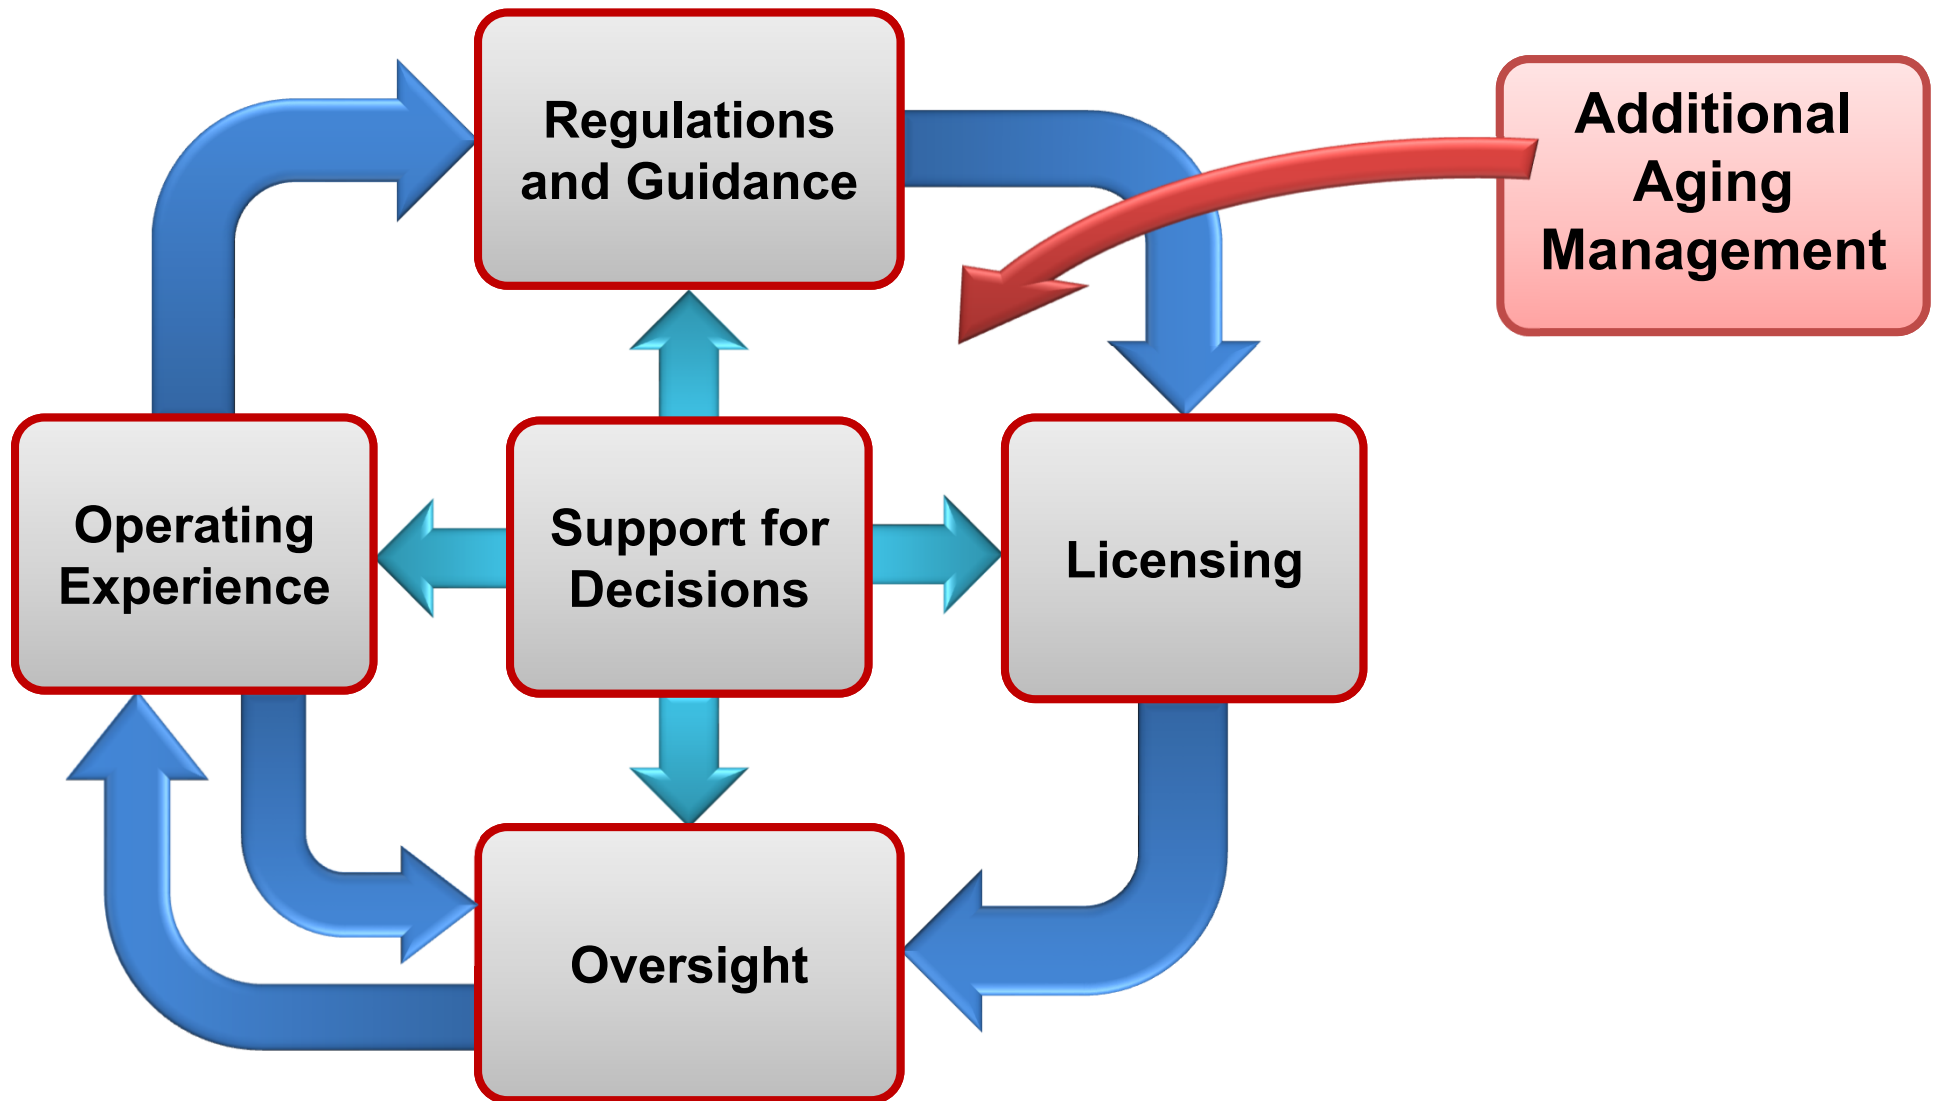 Regulations
and Guidance
Additional
Aging
Management
Operating
Experience
Support for
Decisions
Licensing
Oversight